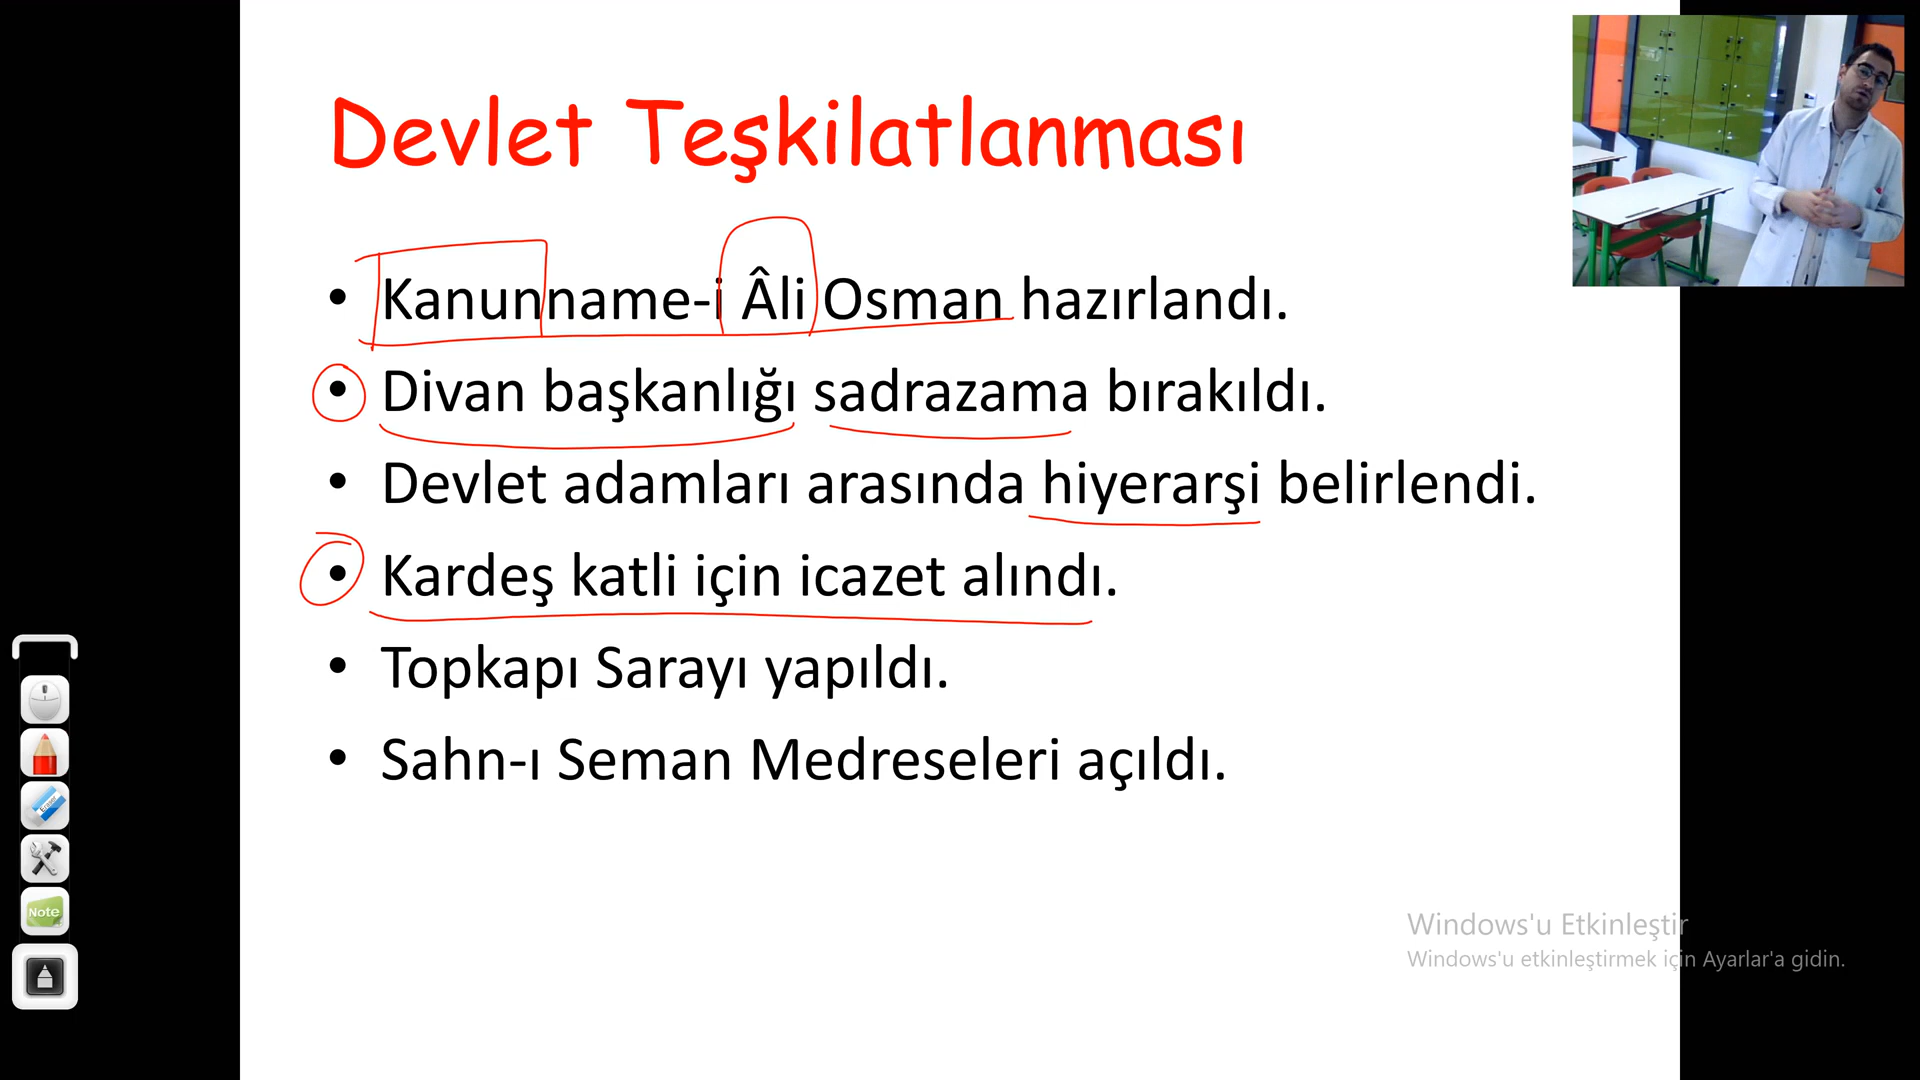 Devlet Teşkilatlanması
• Kanunname-i Âli Osman hazırlandı.
• Divan başkanlığı sadrazama bırakıldı.
• Devlet adamları arasında hiyerarşi belirlendi.
• Kardeş katli için icazet alındı.
• Topkapı Sarayı yapıldı.
• Sahn-ı Seman Medreseleri açıldı.
Note
Windows'u Etkinleştir
Windows'u etkinleştirmek için Ayarlar'a gidin.